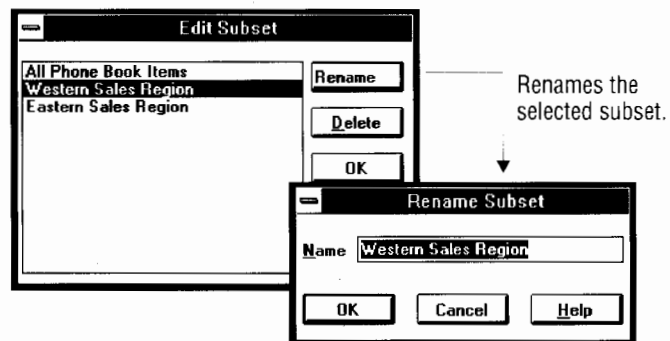 Edit Subset
All Phone Book Items
Western Sales Region
Eastern Sales Region
Rename
Delete
OK
Renames the
selected subset.
Rename Subset
Name Western Sales Region
OK Cancel Help